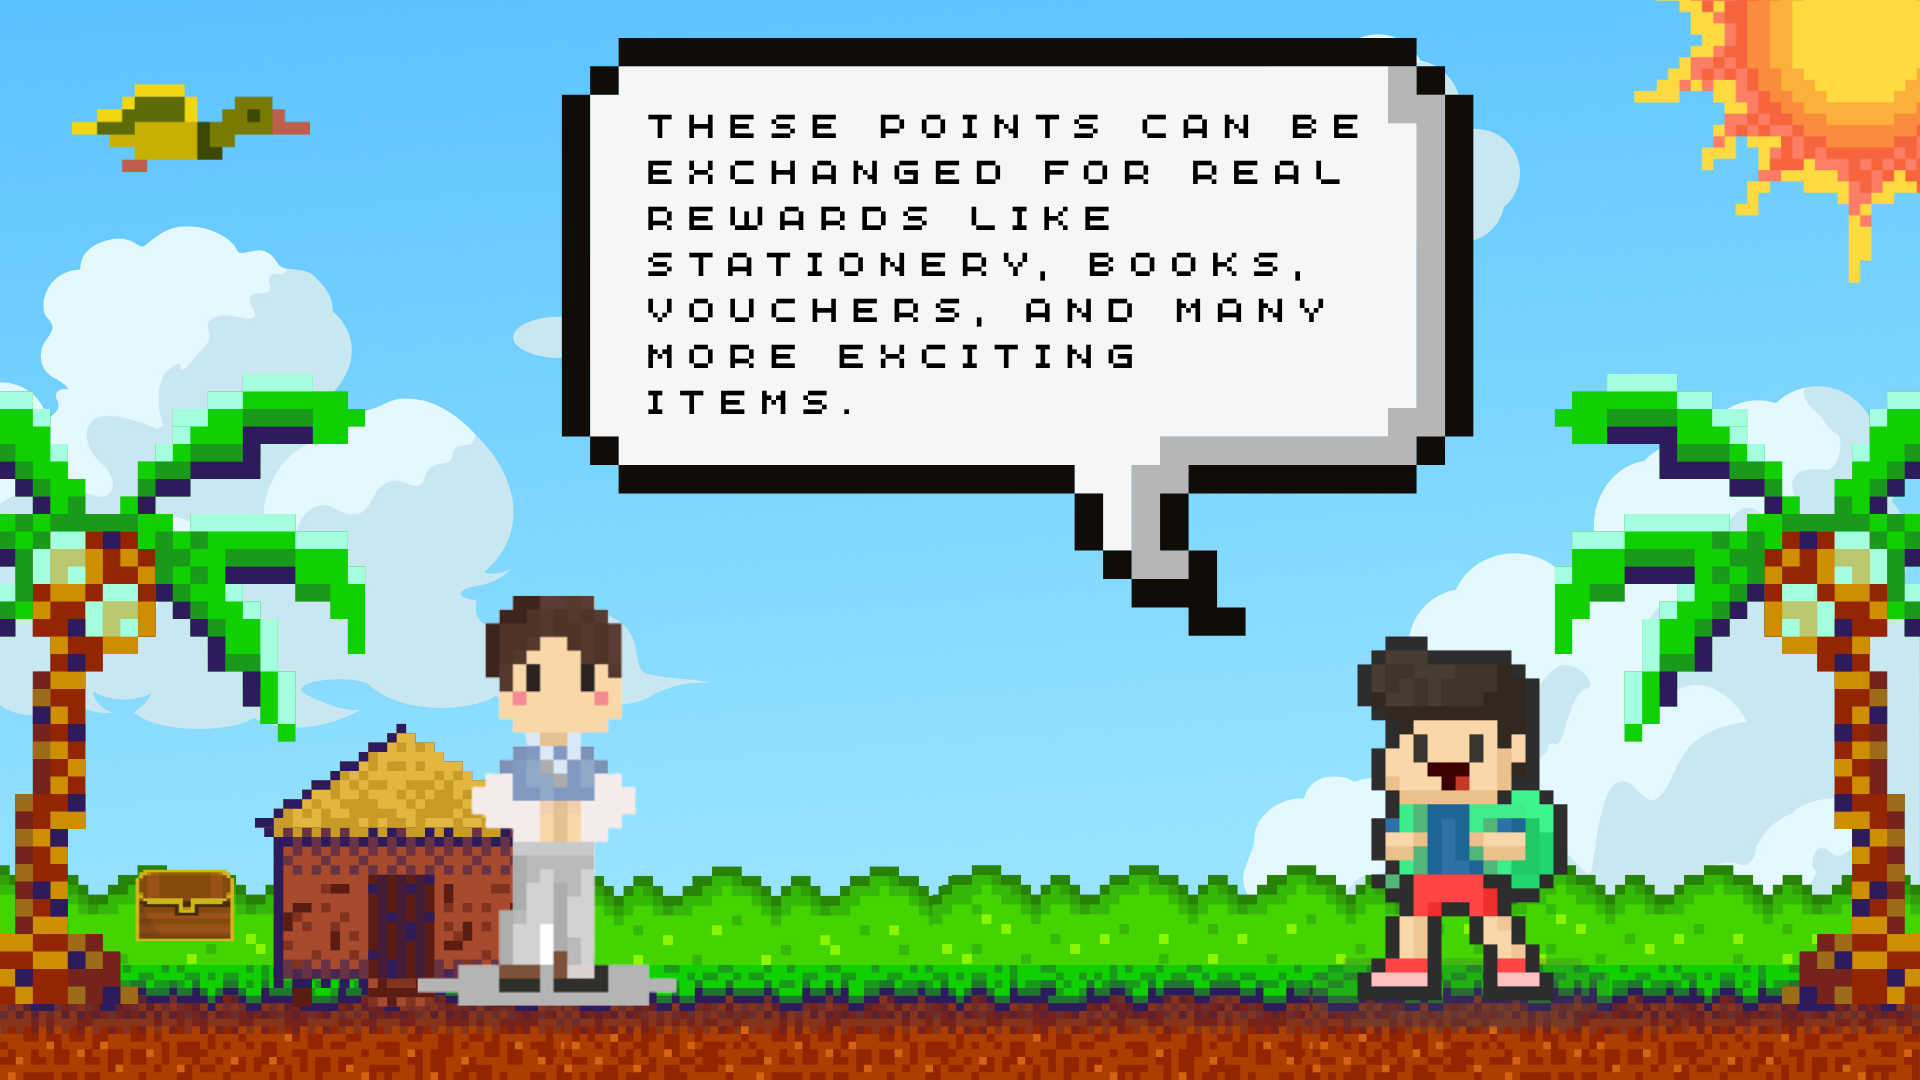 THESE POINTS CAN BE
EXCHANGED FOR REAL
REWARDS LIKE
STATIONERY, BOOKS,
VOUCHERS, AND MANY
MORE EXCITING
ITEMS.